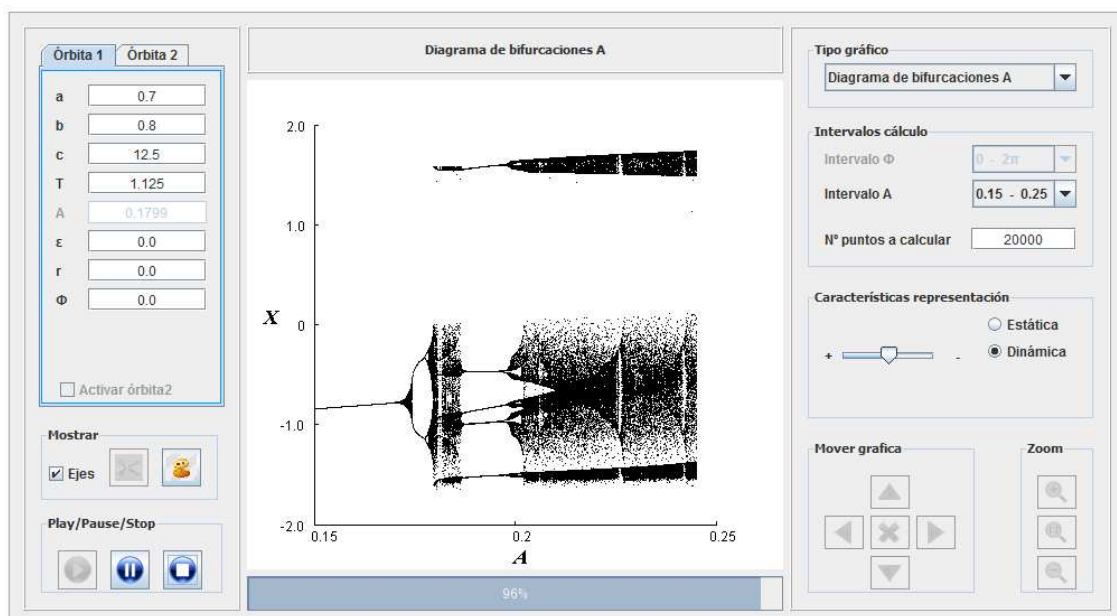 Órbita 1 Órbita 2
a 0.7
b 0.8
c 12.5
T 1.125
A 0.1799
ε 0.0
r 0.0
Φ 0.0
Activar órbita2
Mostrar
Ejes
Play/Pause/Stop
Diagrama de bifurcaciones A
2.0
1.0
X 0
-1.0
-2.0
0.15 0.2 0.25
A
96%
Tipo gráfico
Diagrama de bifurcaciones A
Intervalos cálculo
Intervalo Φ 0 - 2π
Intervalo A 0.15 - 0.25
Nº puntos a calcular 20000
Características representación
Estática
+ - Dinámica
Mover grafica
Zoom